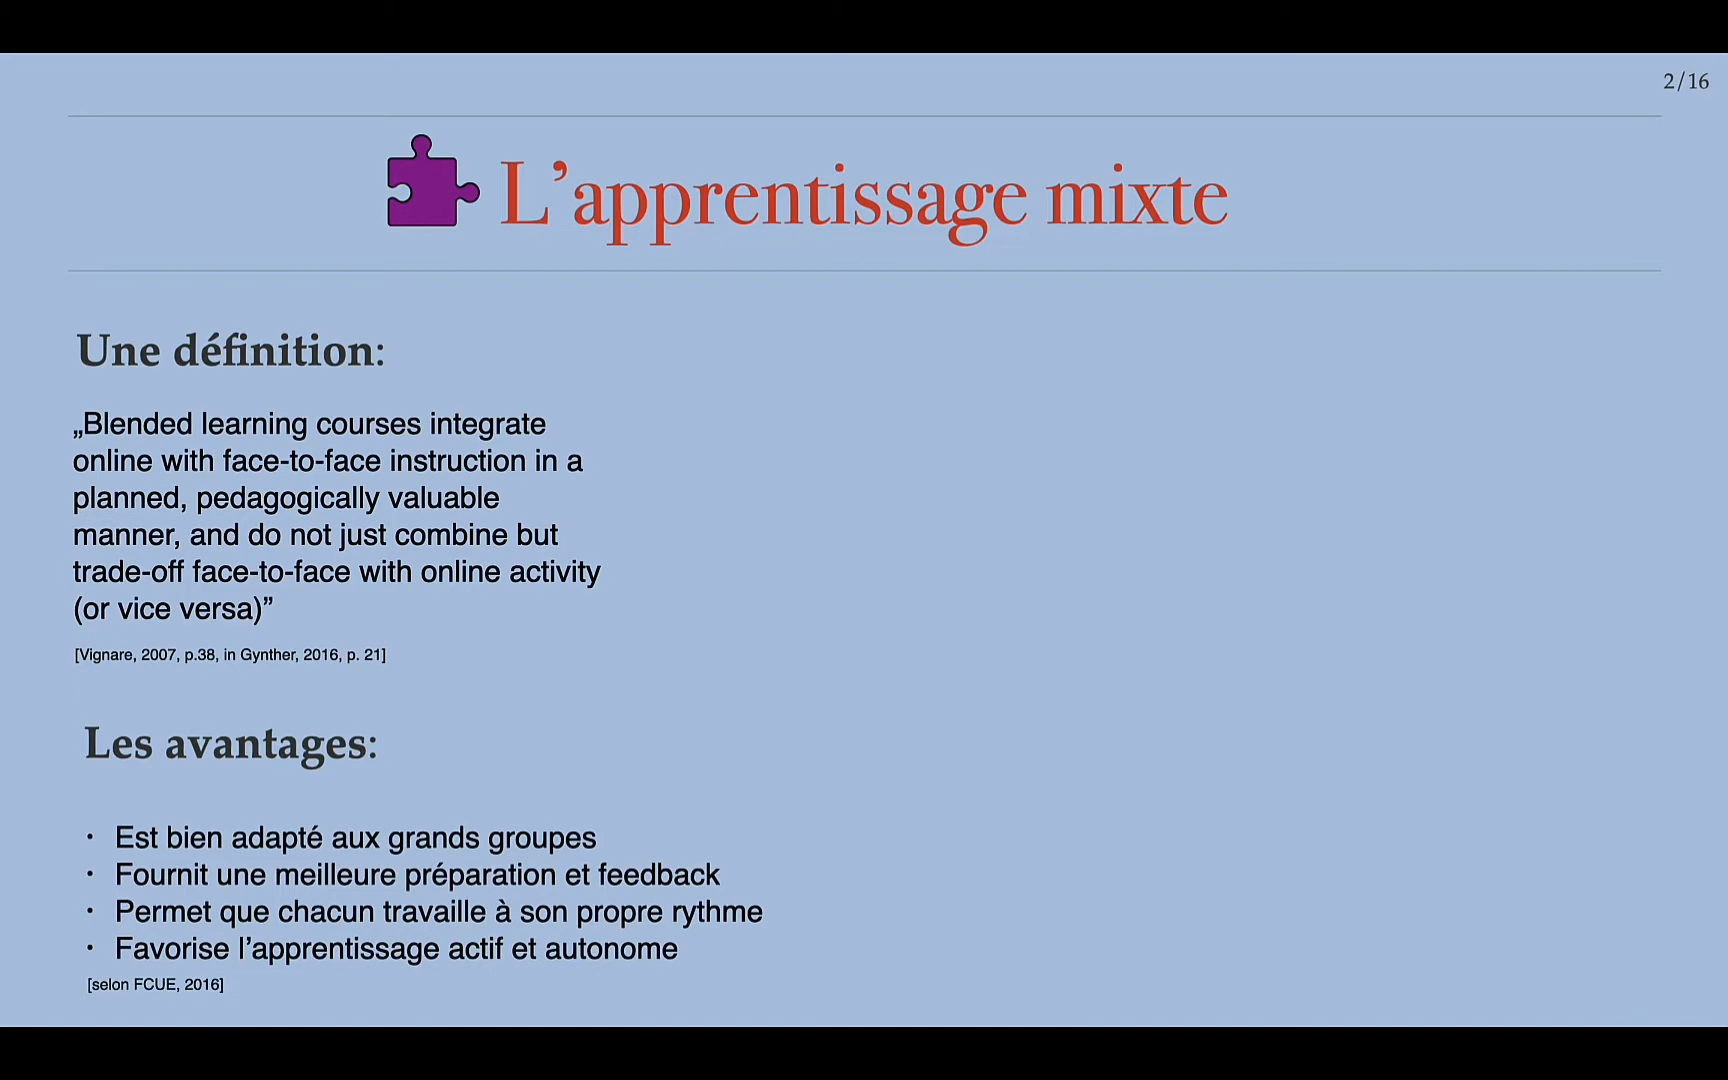 2/16
L’apprentissage mixte
Une définition:
„Blended learning courses integrate
online with face-to-face instruction in a
planned, pedagogically valuable
manner, and do not just combine but
trade-off face-to-face with online activity
(or vice versa)”
[Vignare, 2007, p.38, in Gynther, 2016, p. 21]
Les avantages:
• Est bien adapté aux grands groupes
• Fournit une meilleure préparation et feedback
• Permet que chacun travaille à son propre rythme
• Favorise l’apprentissage actif et autonome
[selon FCUE, 2016]